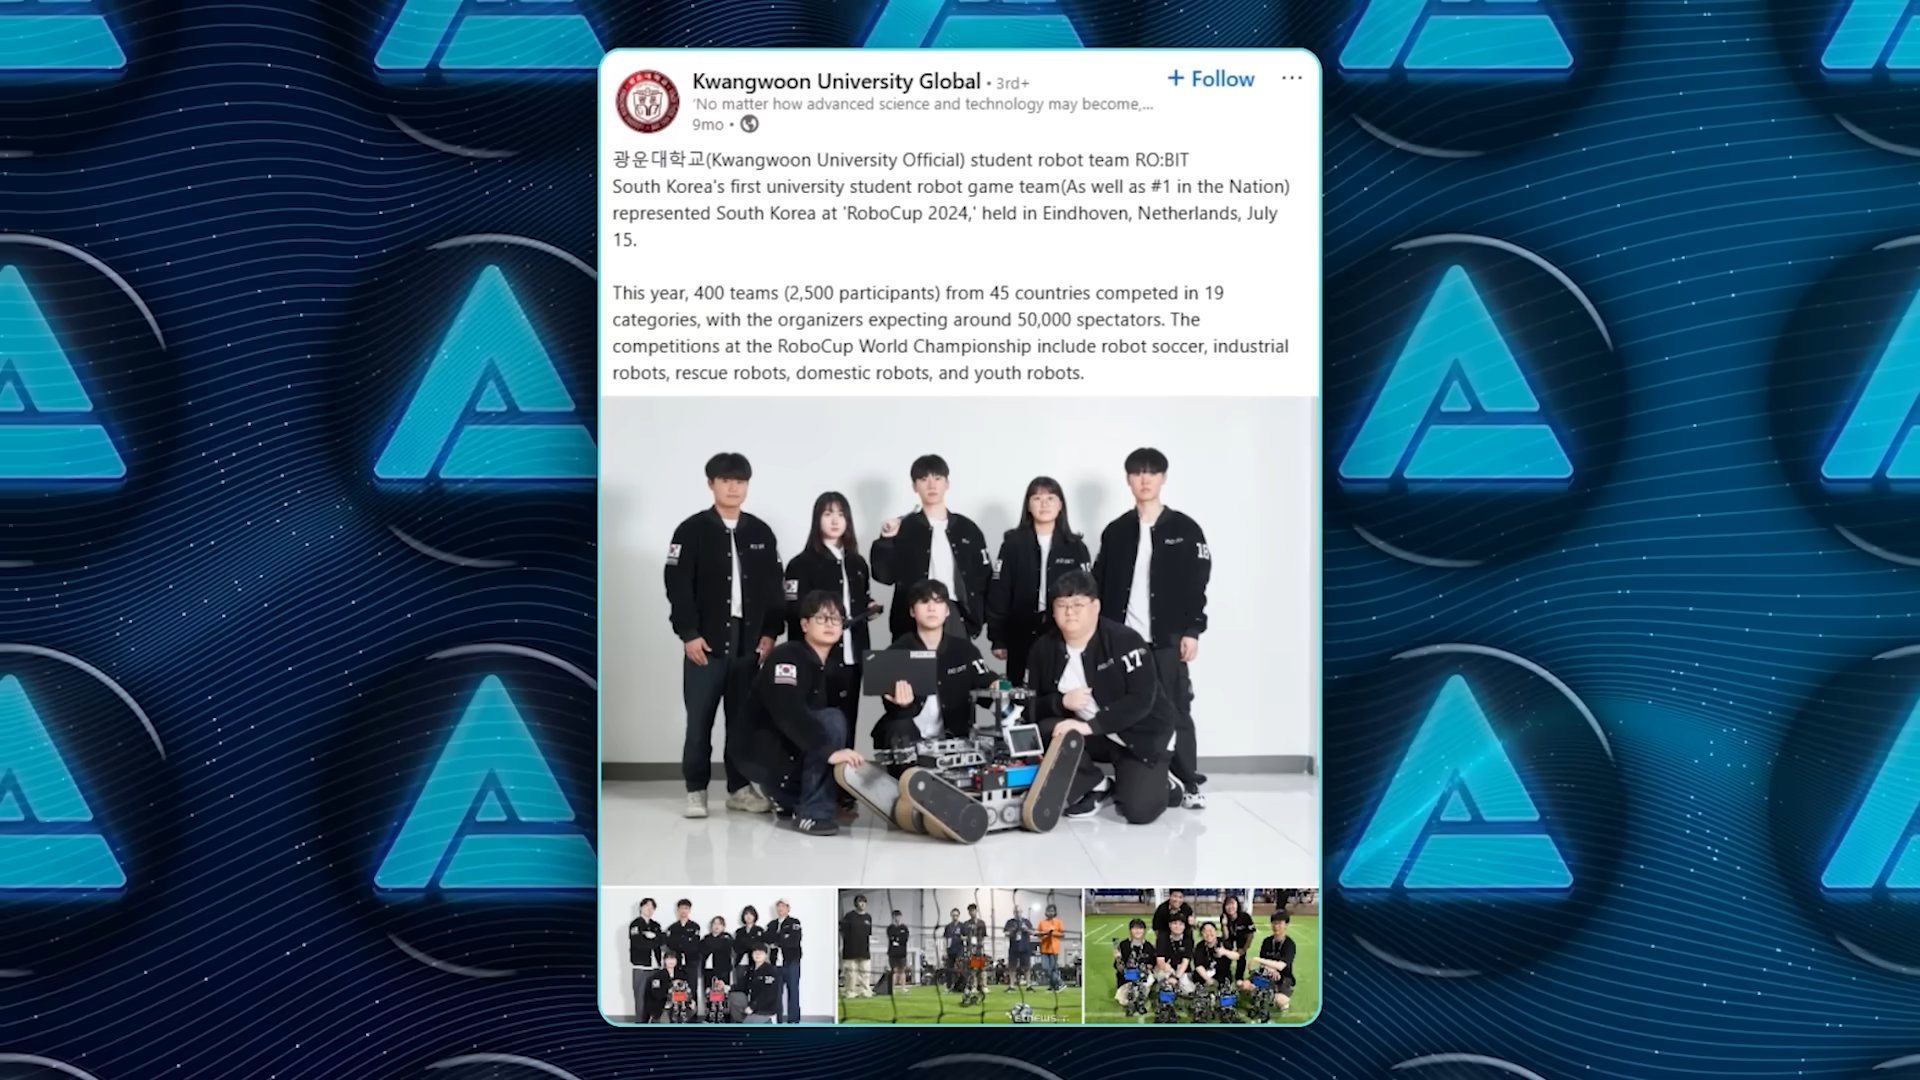 Kwangwoon University Global • 3rd+
+ Follow ...
'No matter how advanced science and technology may become,...
9mo •
광운대학교(Kwangwoon University Official) student robot team RO:BIT
South Korea's first university student robot game team(As well as #1 in the Nation)
represented South Korea at 'RoboCup 2024,' held in Eindhoven, Netherlands, July
15.
This year, 400 teams (2,500 participants) from 45 countries competed in 19
categories, with the organizers expecting around 50,000 spectators. The
competitions at the RoboCup World Championship include robot soccer, industrial
robots, rescue robots, domestic robots, and youth robots.
18
17